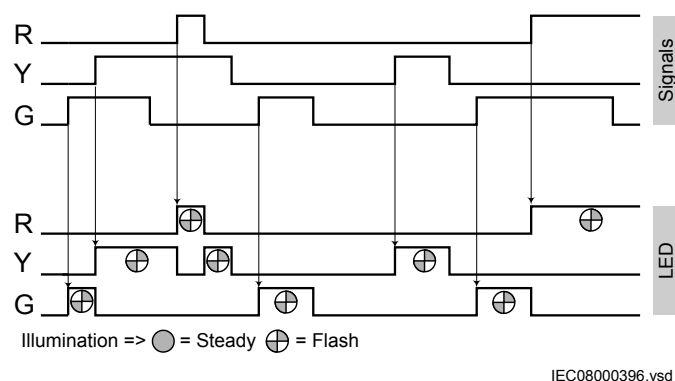 R
Y
G
Signals
R
Y
G
LED
Illumination => = Steady = Flash
IEC08000396.vsd